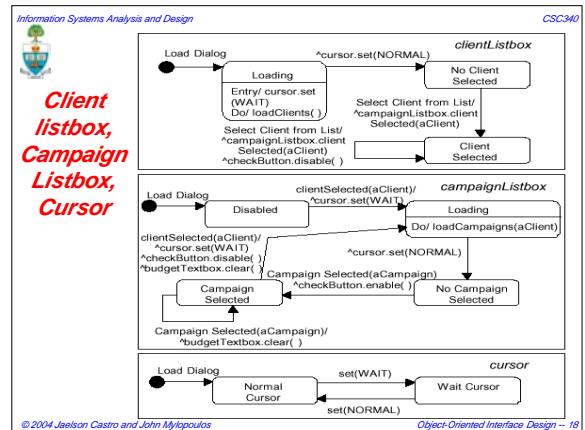 Information Systems Analysis and Design
CSC340
Client
listbox,
Campaign
Listbox,
Cursor
clientListbox
Load Dialog
^cursor.set(NORMAL)
Loading
Entry/ cursor.set
(WAIT)
Do/ loadClients( )
No Client
Selected
Select Client from List/
^campaignListbox.client
Selected(aClient)
Select Client from List/
^campaignListbox.client
Selected(aClient)
^checkButton.disable( )
Client
Selected
campaignListbox
Load Dialog
Disabled
clientSelected(aClient)/
^cursor.set(WAIT)
Loading
Do/ loadCampaigns(aClient)
clientSelected(aClient)/
^cursor.set(WAIT)
^checkButton.disable( )
^budgetTextbox.clear( )
^cursor.set(NORMAL)
Campaign Selected(aCampaign)
^checkButton.enable( )
Campaign
Selected
No Campaign
Selected
Campaign Selected(aCampaign)/
^budgetTextbox.clear( )
cursor
Load Dialog
Normal
Cursor
set(WAIT)
Wait Cursor
set(NORMAL)
© 2004 Jaelson Castro and John Mylopoulos
Object-Oriented Interface Design -- 18